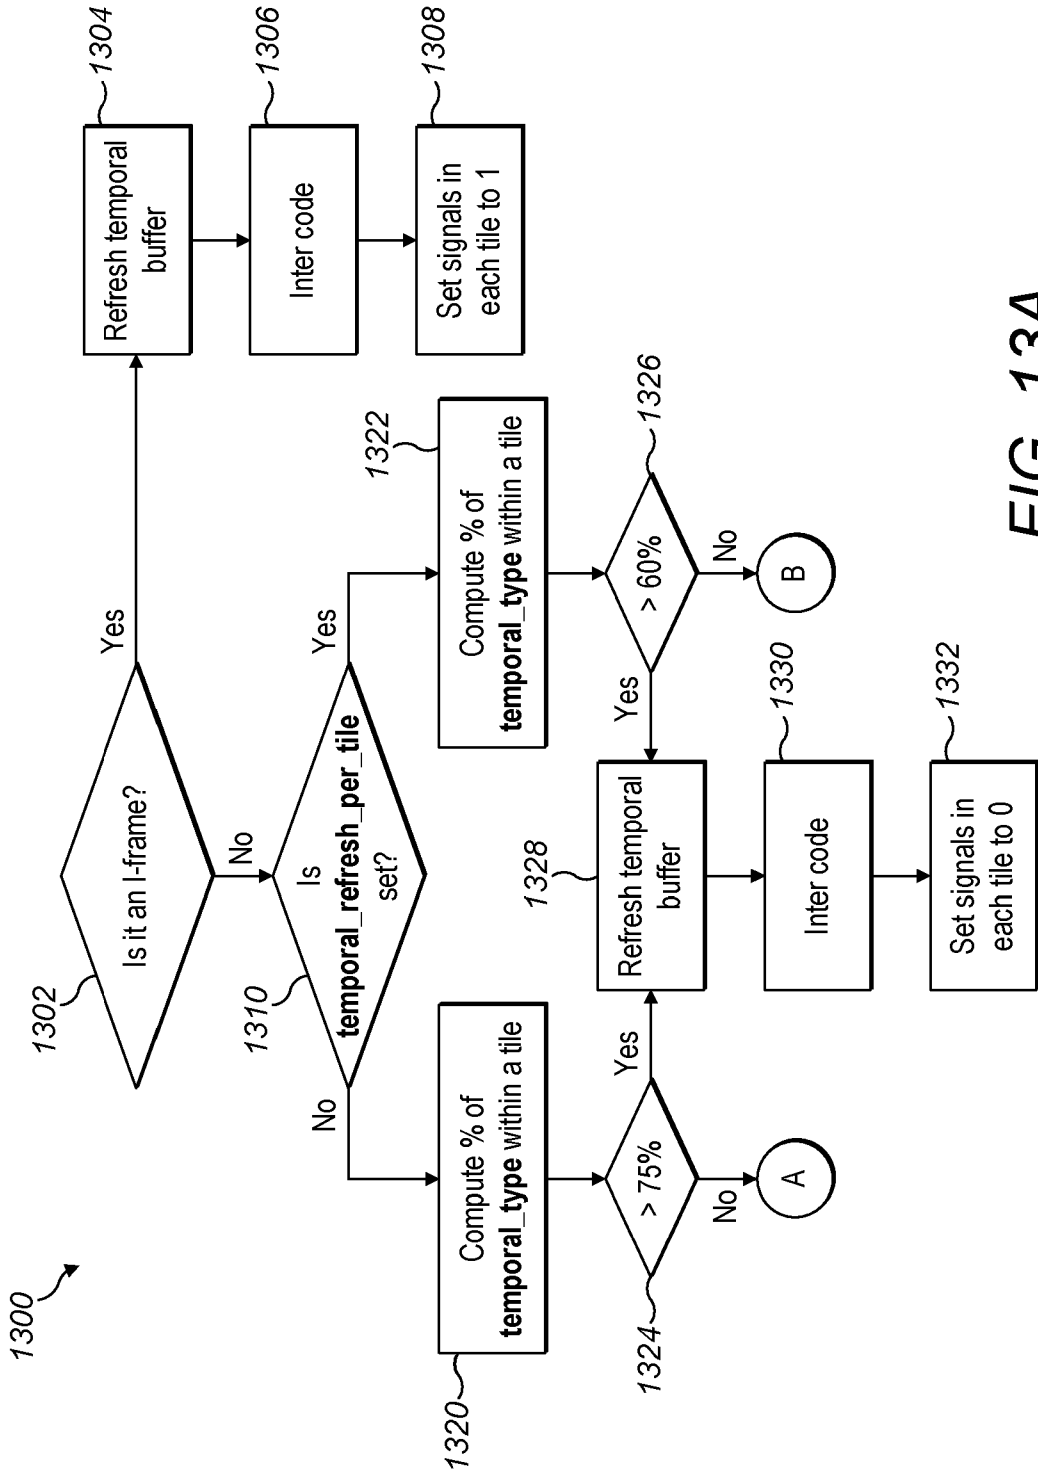 1300
1302
Is it an I-frame?
Yes
No
1304
Refresh temporal
buffer
1306
Inter code
1308
Set signals in
each tile to 1
1310
Is
temporal_refresh_per_tile
set?
No
Yes
1320
Compute % of
temporal_type within a tile
1322
Compute % of
temporal_type within a tile
1324
> 75%
Yes
No
A
1326
> 60%
Yes
No
B
1328
Refresh temporal
buffer
1330
Inter code
1332
Set signals in
each tile to 0
FIG. 13A